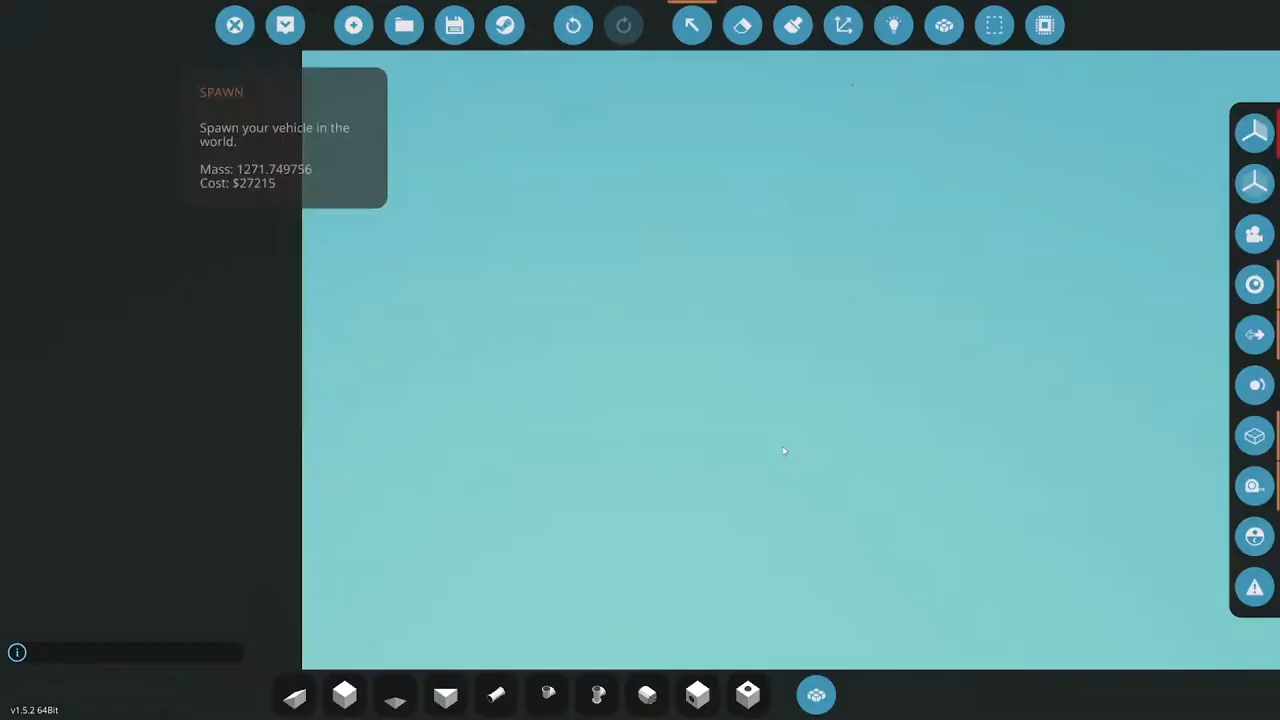 SPAWN
Spawn your vehicle in the
world.
Mass: 1271.749756
Cost: $27215
v1.5.2 64Bit